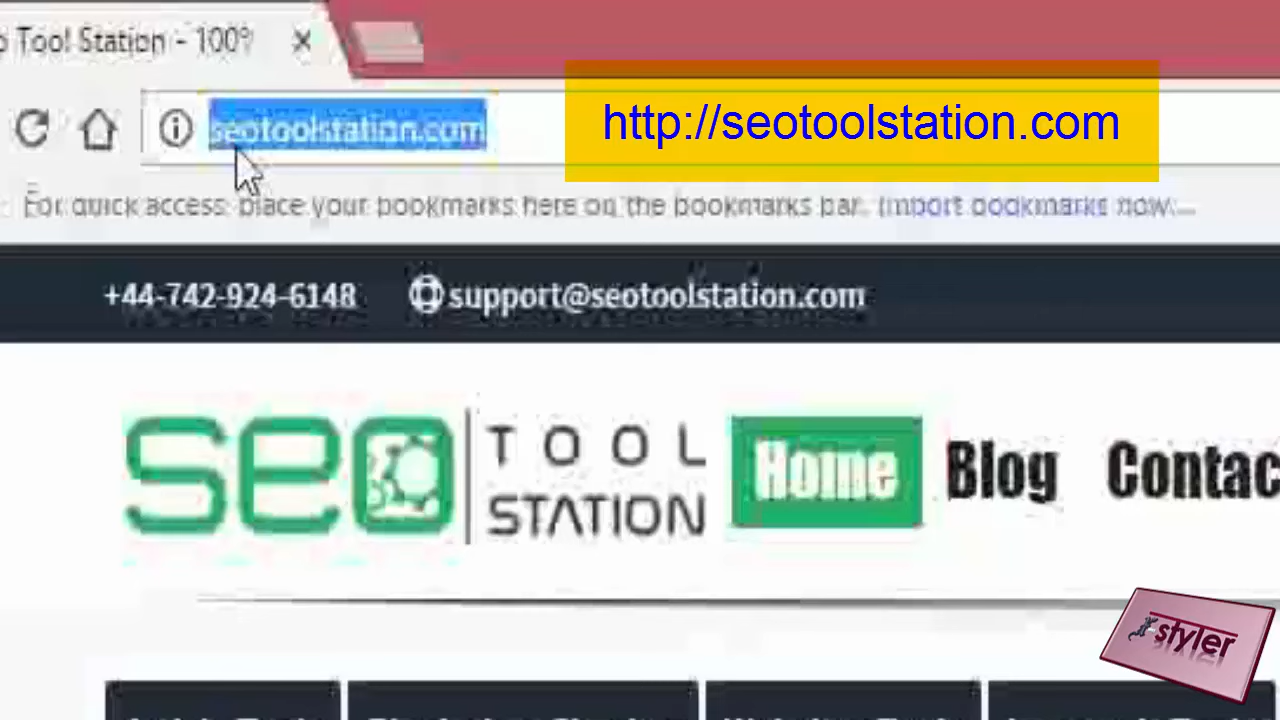 Tool Station - 100%
seotoolstation.com
http://seotoolstation.com
For quick access, place your bookmarks here on the bookmarks bar. Import bookmarks now...
+44-742-924-6148 support@seotoolstation.com
seo TOOL STATION
Home Blog Contac
styler